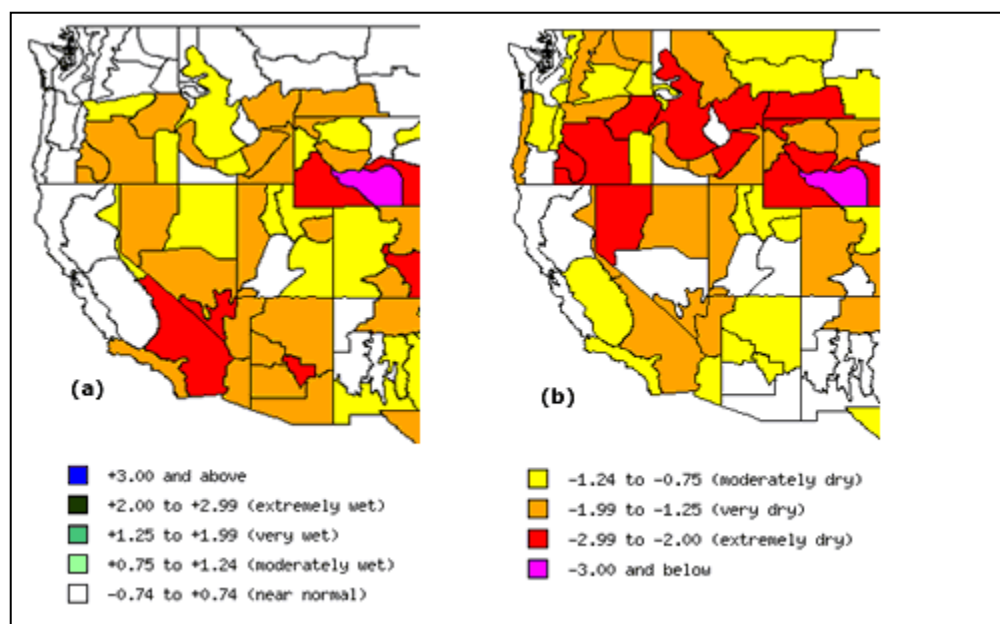 (a)
(b)
+3.00 and above
+2.00 to +2.99 (extremely wet)
+1.25 to +1.99 (very wet)
+0.75 to +1.24 (moderately wet)
-0.74 to +0.74 (near normal)
-1.24 to -0.75 (moderately dry)
-1.99 to -1.25 (very dry)
-2.99 to -2.00 (extremely dry)
-3.00 and below